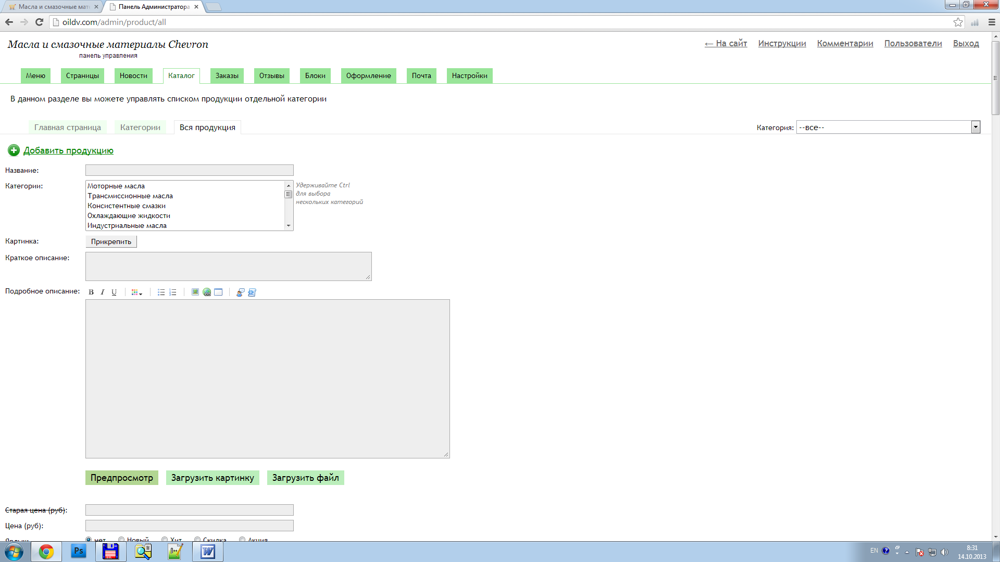 Масла и смазочные мате
Панель Администратора
oildv.com/admin/product/all
Масла и смазочные материалы Chevron
панель управления
← На сайт Инструкции Комментарии Пользователи Выход
Меню Страницы Новости Каталог Заказы Отзывы Блоки Оформление Почта Настройки
В данном разделе вы можете управлять списком продукции отдельной категории
Главная страница Категории Вся продукция Категория: --все--
Добавить продукцию
Название:
Категории:
Моторные масла
Трансмиссионные масла
Консистентные смазки
Охлаждающие жидкости
Индустриальные масла
Удерживайте Ctrl
для выбора
нескольких категорий
Картинка: Прикрепить
Краткое описание:
Подробное описание: B I U
Предпросмотр Загрузить картинку Загрузить файл
Старая цена (руб):
Цена (руб):
Ярлык: нет Новый Хит Скидка Акция
Ps
W
EN
8:31
14.10.2013